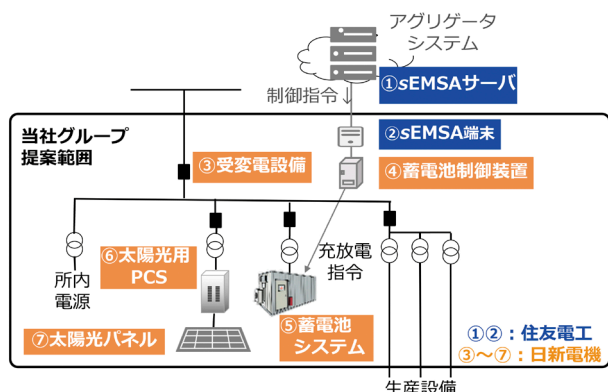 アグリゲータ
システム
①sEMSAサーバ
制御指令↓
当社グループ
提案範囲
②sEMSA端末
③受変電設備
④蓄電池制御装置
⑥太陽光用
PCS
充放電
指令
所内
電源
⑤蓄電池
システム
⑦太陽光パネル
①②：住友電工
③～⑦：日新電機
生産設備